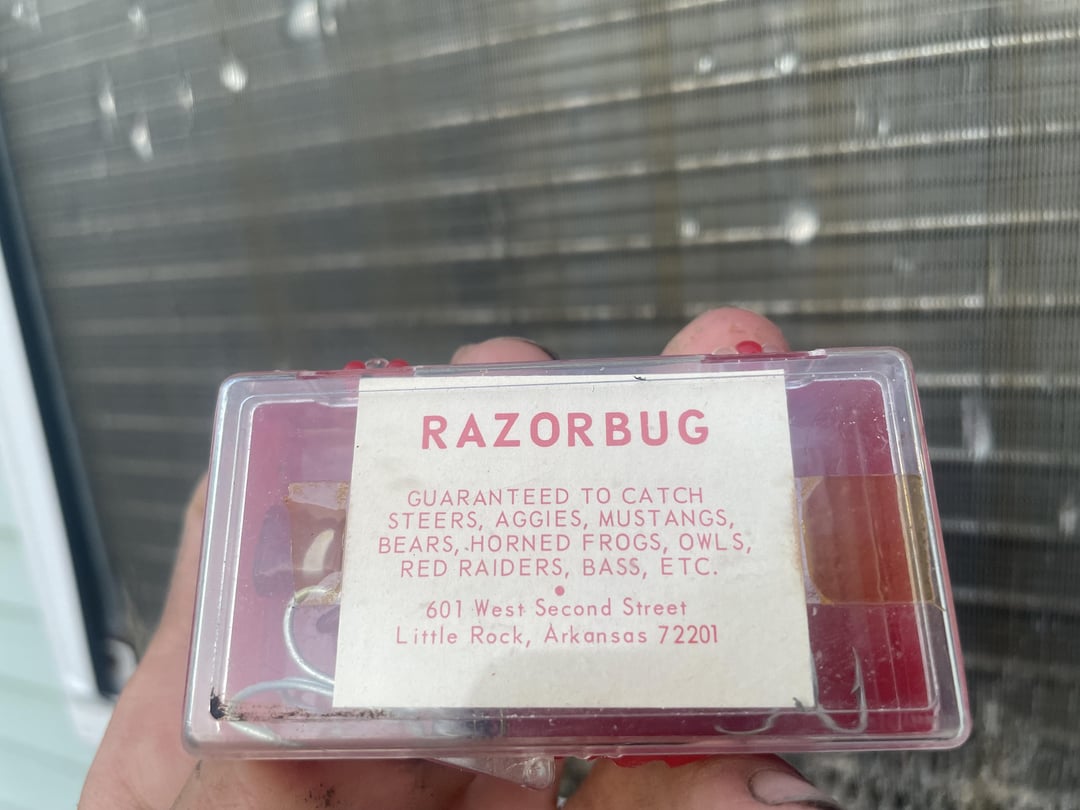 RAZORBUG
GUARANTEED TO CATCH
STEERS, AGGIES, MUSTANGS,
BEARS, HORNED FROGS, OWLS,
RED RAIDERS, BASS, ETC.
601 West Second Street
Little Rock, Arkansas 72201